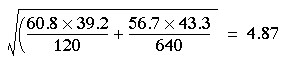 √((60.8 × 39.2)/120 + (56.7 × 43.3)/640) = 4.87